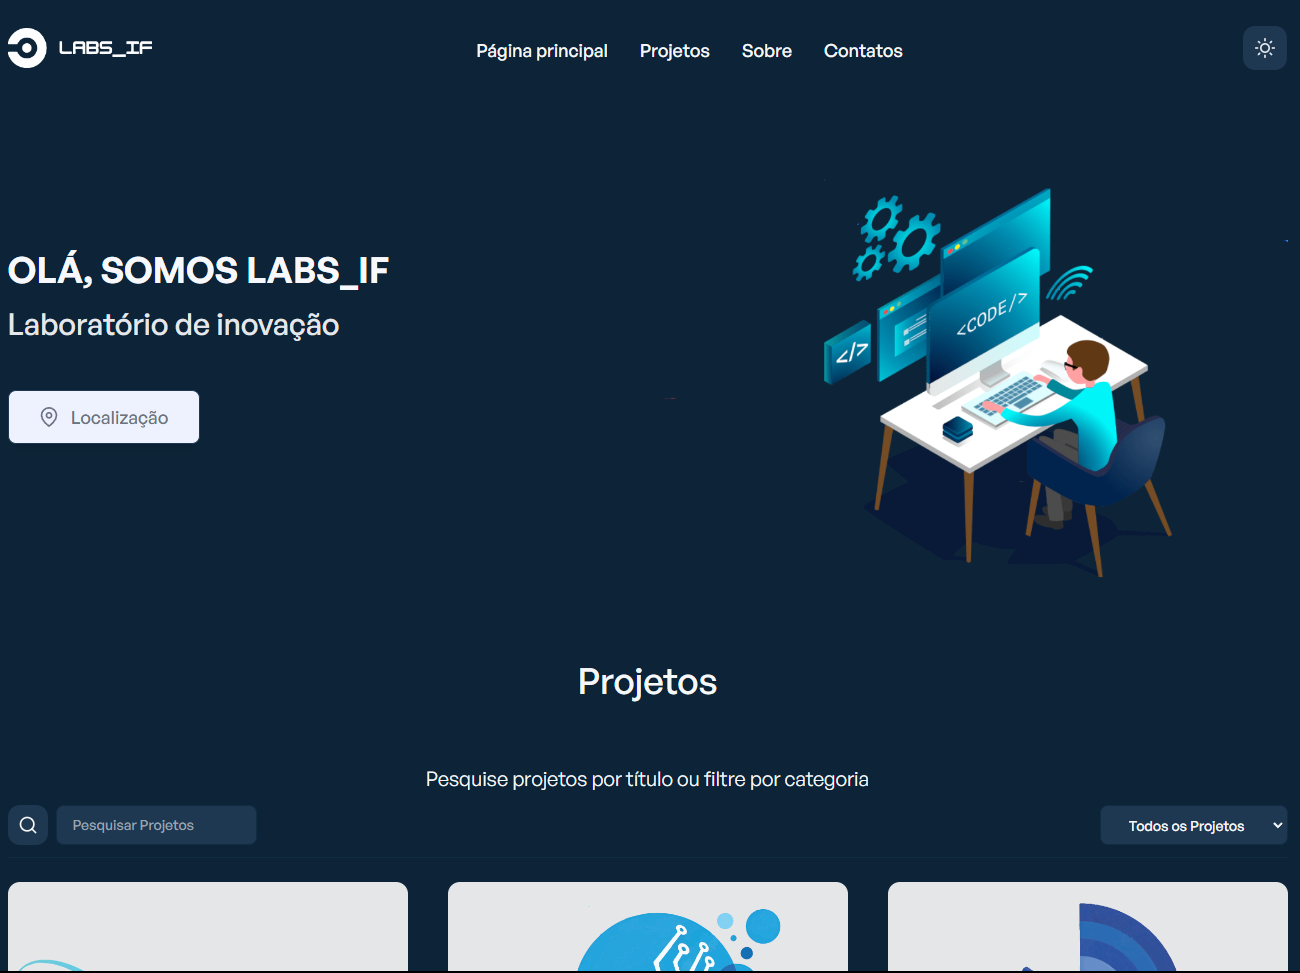 LABS_IF
Página principal
Projetos
Sobre
Contatos
OLÁ, SOMOS LABS_IF
Laboratório de inovação
Localização
<CODE/>
</>
Projetos
Pesquise projetos por título ou filtre por categoria
Pesquisar Projetos
Todos os Projetos